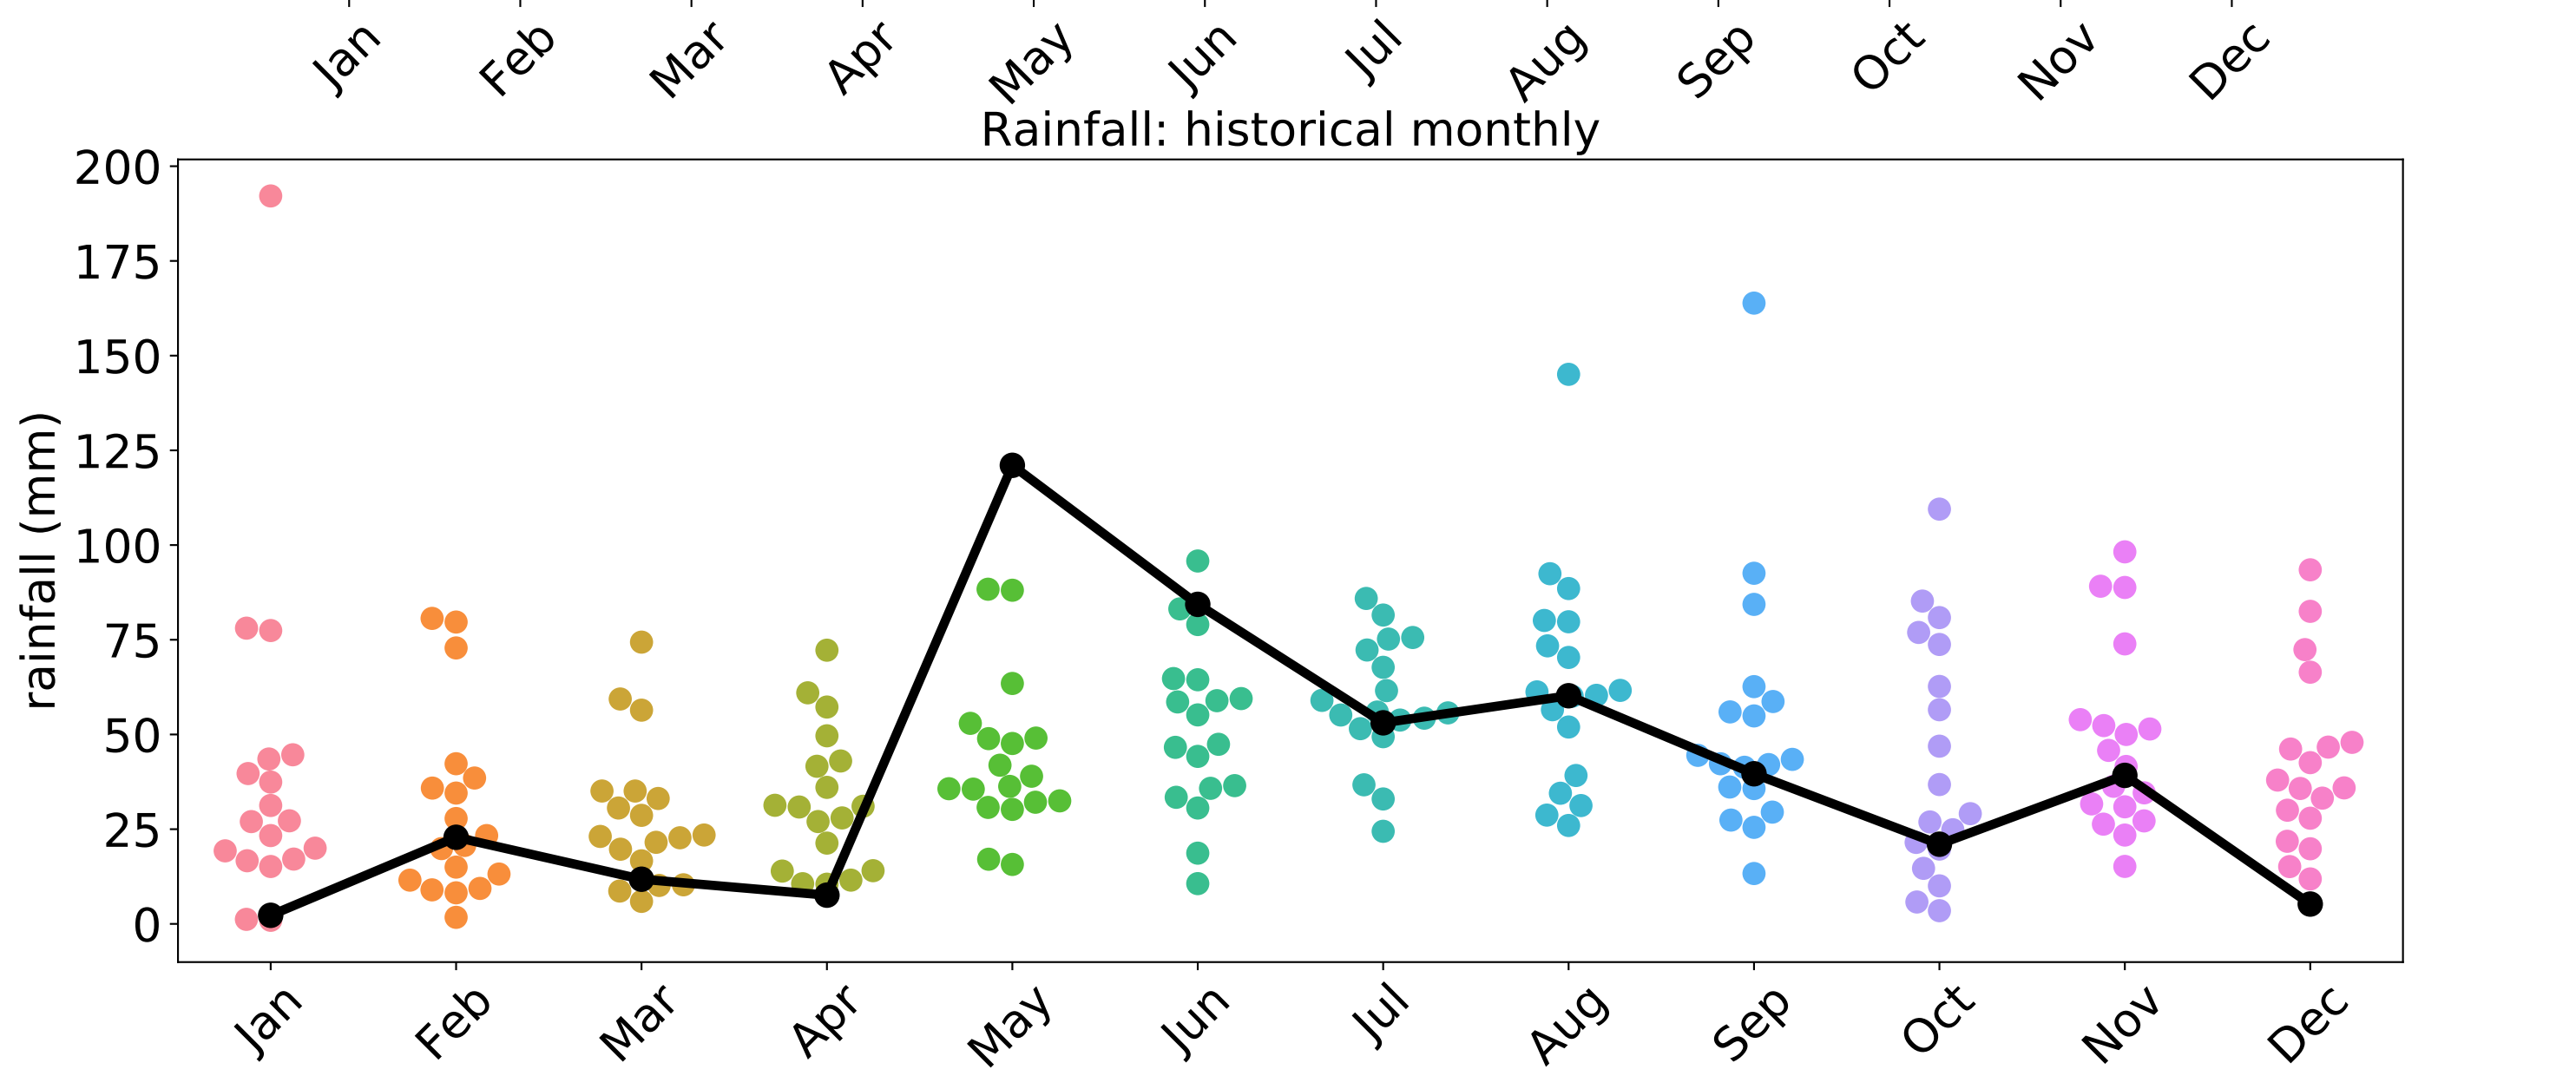 Jan Feb Mar Apr May Jun Jul Aug Sep Oct Nov Dec
Rainfall: historical monthly
200
175
150
125
100
75
50
25
0
rainfall (mm)
Jan Feb Mar Apr May Jun Jul Aug Sep Oct Nov Dec